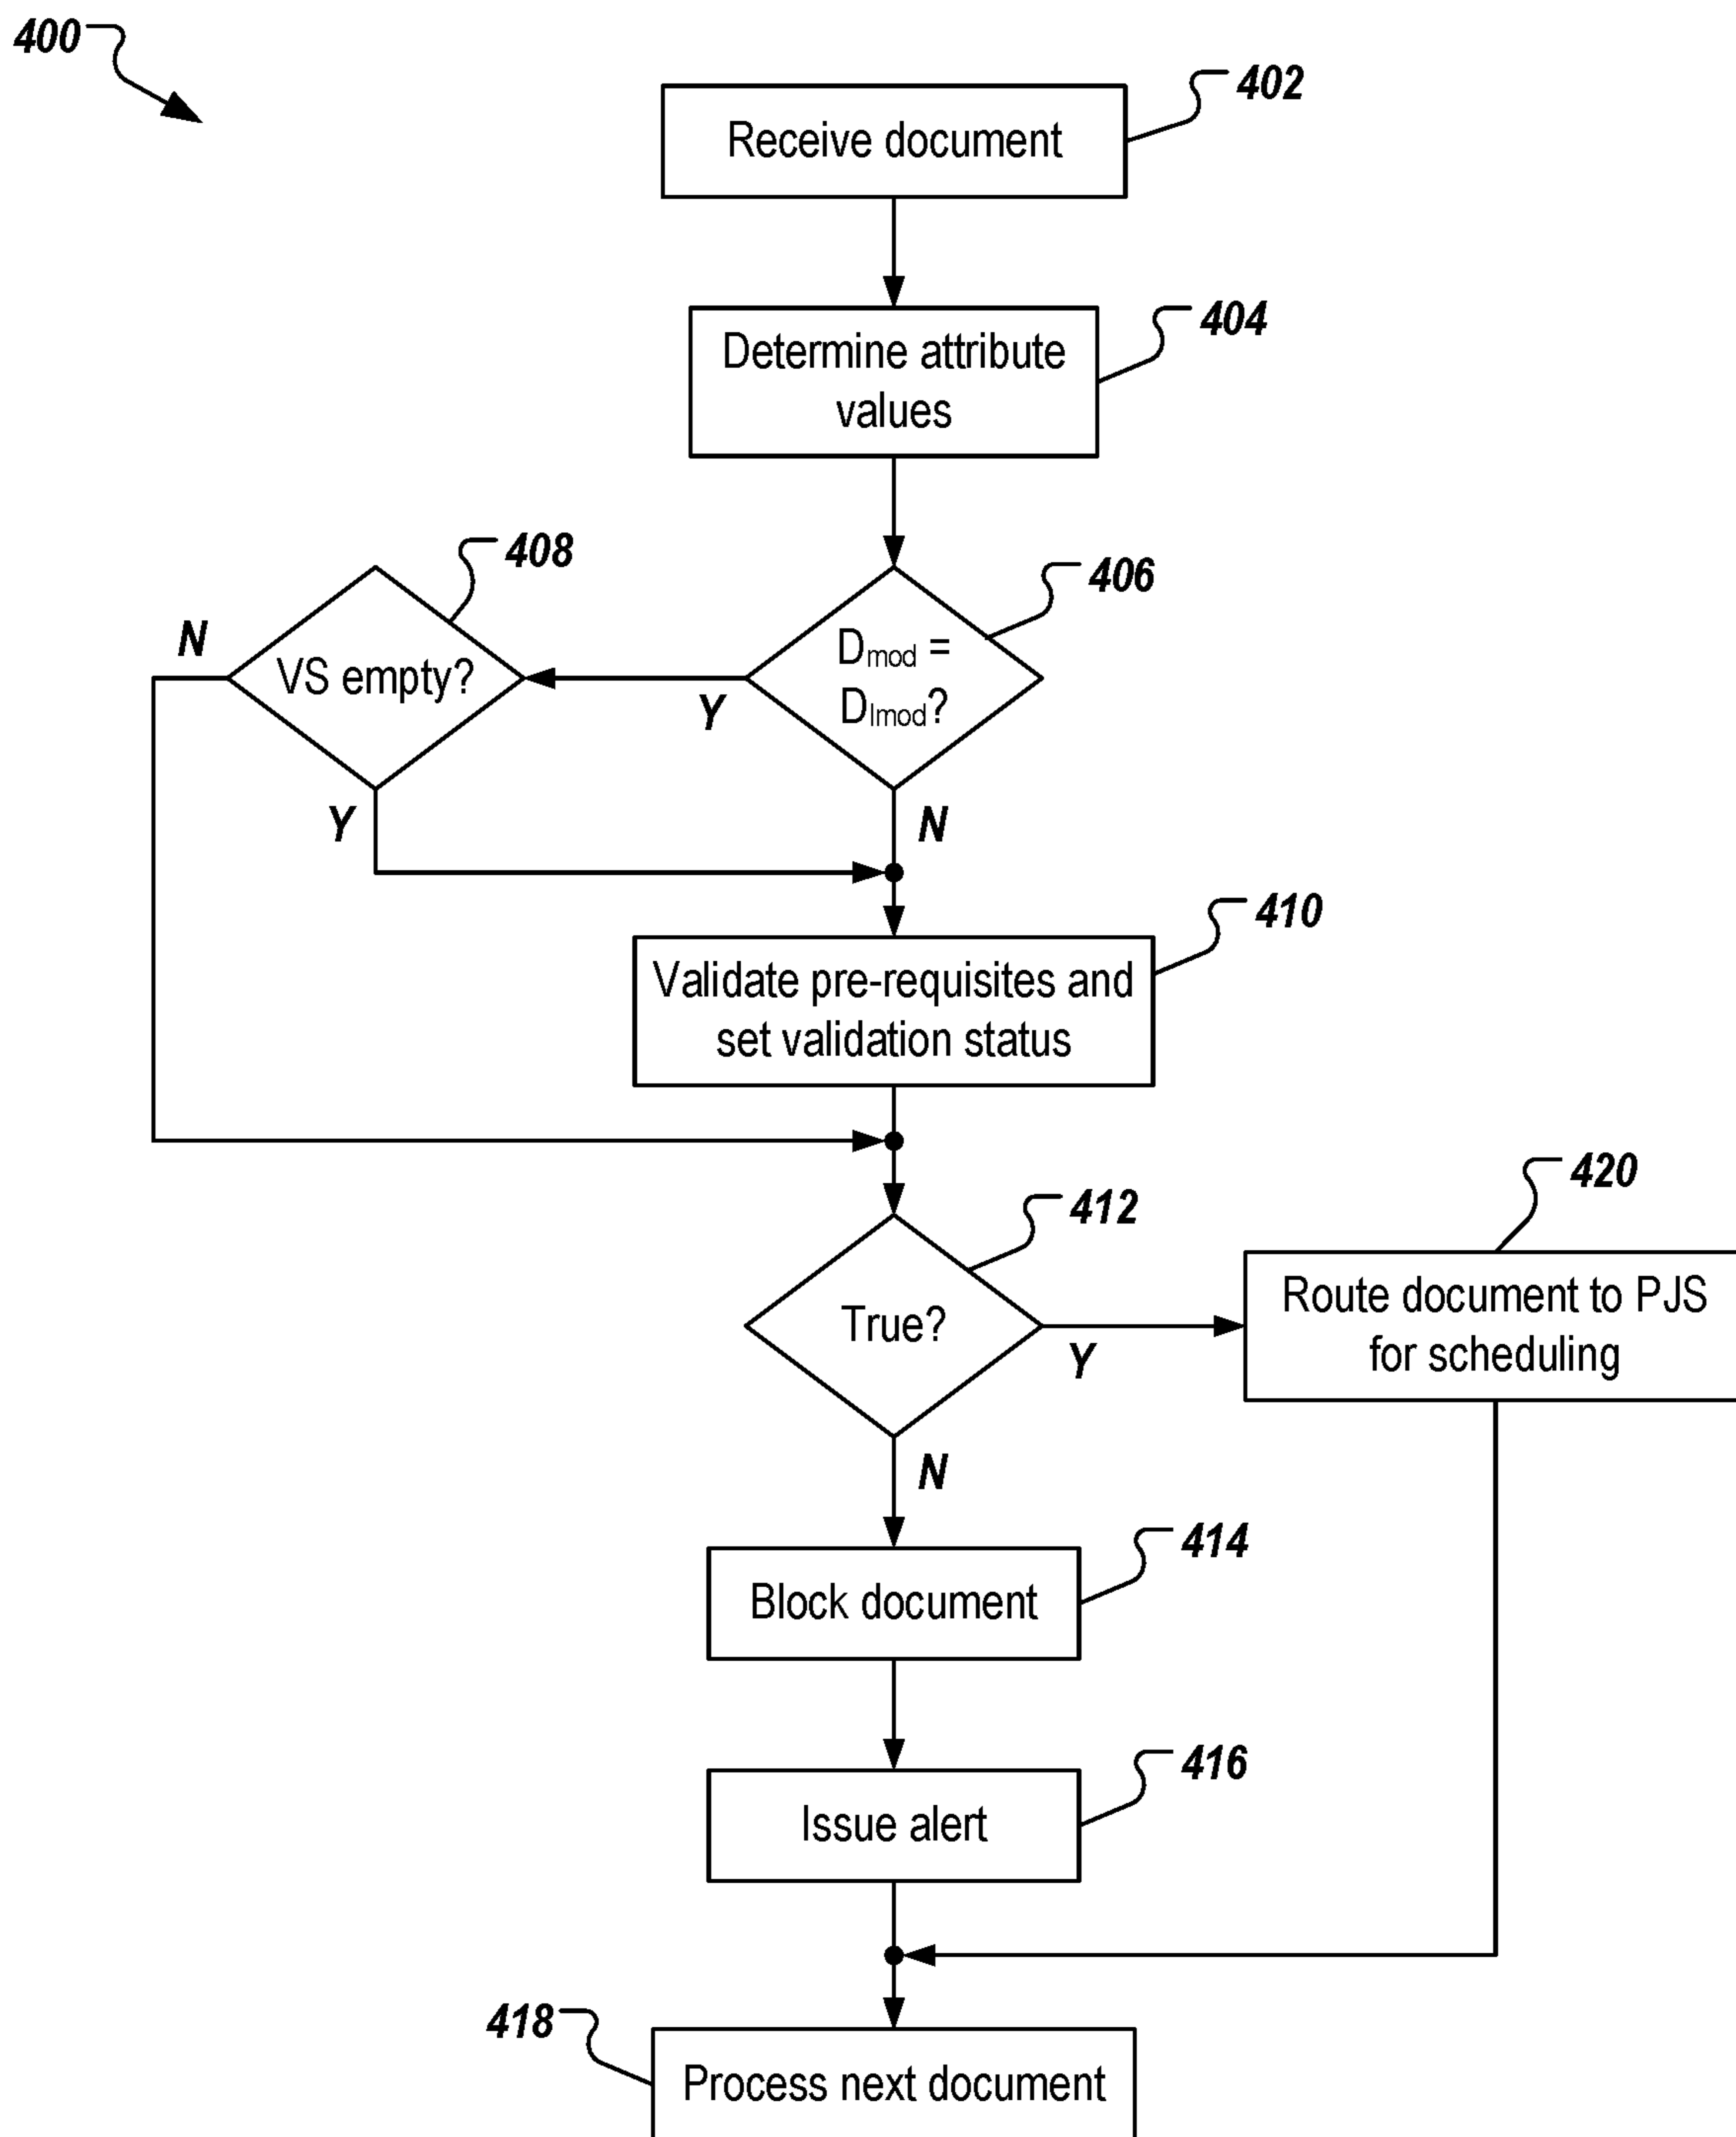 400
402
Receive document
404
Determine attribute
values
408
406
N
VS empty?
Y
Dmod =
Dlmod?
Y
N
410
Validate pre-requisites and
set validation status
412
420
True?
Y
Route document to PJS
for scheduling
N
414
Block document
416
Issue alert
418
Process next document